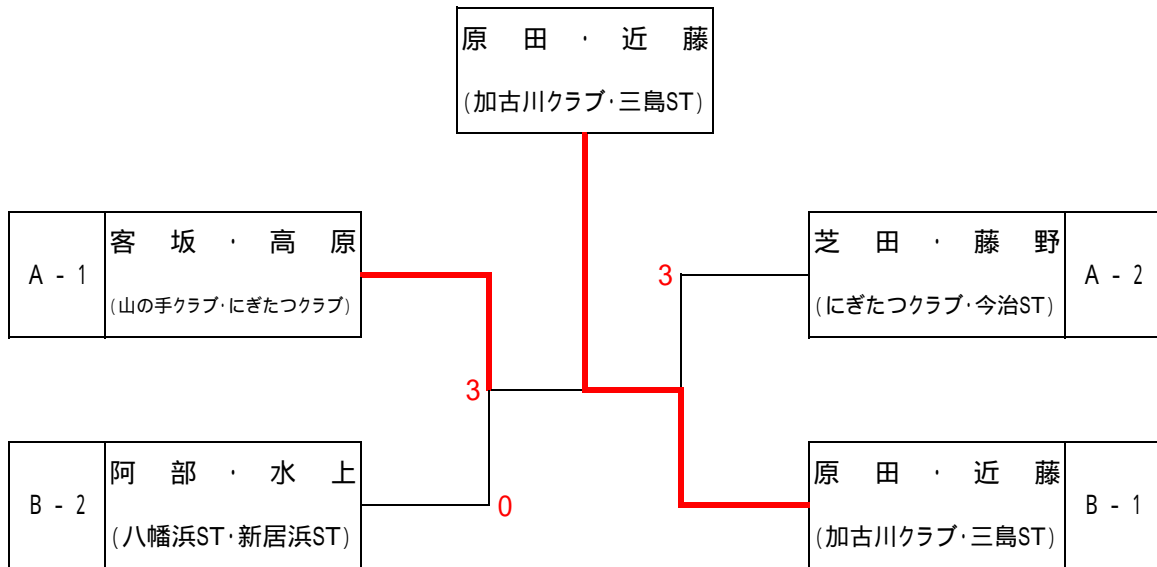 原 田 ・ 近 藤
(加古川クラブ・三島ST)
A - 1
客 坂 ・ 高 原
(山の手クラブ・にぎたつクラブ)
3
芝 田 ・ 藤 野
(にぎたつクラブ・今治ST)
A - 2
3
B - 2
阿 部 ・ 水 上
(八幡浜ST・新居浜ST)
0
原 田 ・ 近 藤
(加古川クラブ・三島ST)
B - 1